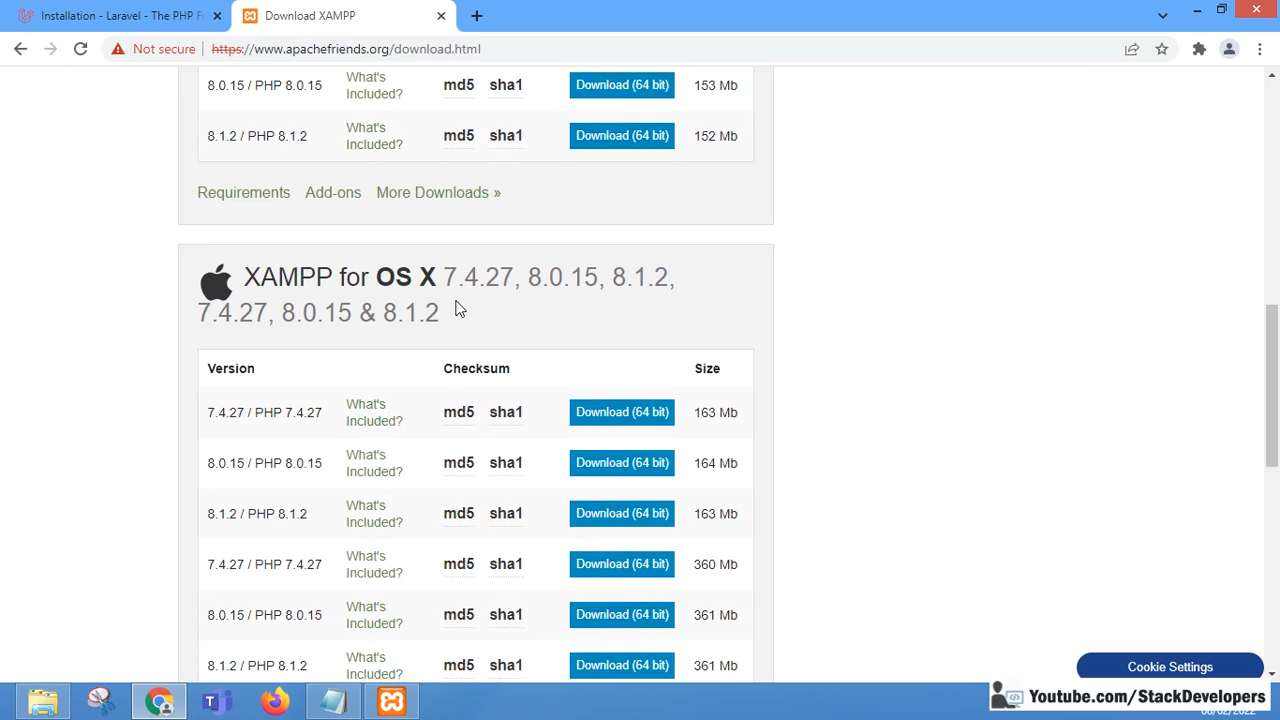 Installation - Laravel - The PHP F
Download XAMPP
Not secure
https://www.apachefriends.org/download.html
8.0.15 / PHP 8.0.15 What's Included? md5 sha1 Download (64 bit) 153 Mb
8.1.2 / PHP 8.1.2 What's Included? md5 sha1 Download (64 bit) 152 Mb
Requirements Add-ons More Downloads »
XAMPP for OS X 7.4.27, 8.0.15, 8.1.2,
7.4.27, 8.0.15 & 8.1.2
Version Checksum Size
7.4.27 / PHP 7.4.27 What's Included? md5 sha1 Download (64 bit) 163 Mb
8.0.15 / PHP 8.0.15 What's Included? md5 sha1 Download (64 bit) 164 Mb
8.1.2 / PHP 8.1.2 What's Included? md5 sha1 Download (64 bit) 163 Mb
7.4.27 / PHP 7.4.27 What's Included? md5 sha1 Download (64 bit) 360 Mb
8.0.15 / PHP 8.0.15 What's Included? md5 sha1 Download (64 bit) 361 Mb
8.1.2 / PHP 8.1.2 What's Included? md5 sha1 Download (64 bit) 361 Mb
Cookie Settings
Youtube.com/StackDevelopers